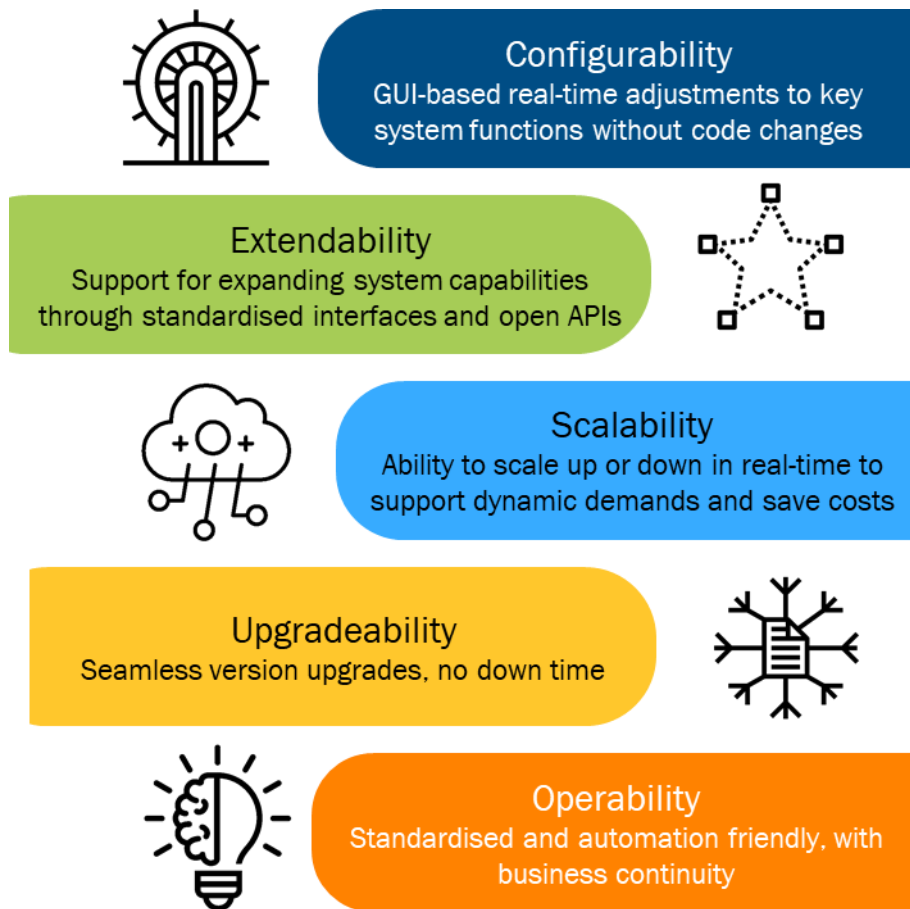 Configurability
GUI-based real-time adjustments to key
system functions without code changes
Extendability
Support for expanding system capabilities
through standardised interfaces and open APIs
Scalability
Ability to scale up or down in real-time to
support dynamic demands and save costs
Upgradeability
Seamless version upgrades, no down time
Operability
Standardised and automation friendly, with
business continuity